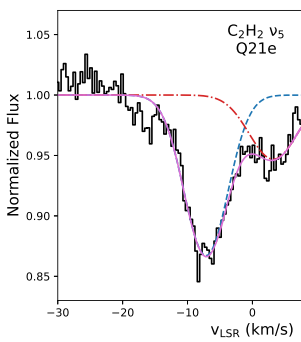 1.05
C₂H₂ ν₅
Q21e
1.00
0.95
0.90
0.85
Normalized Flux
−30 −20 −10 0
v_LSR (km/s)